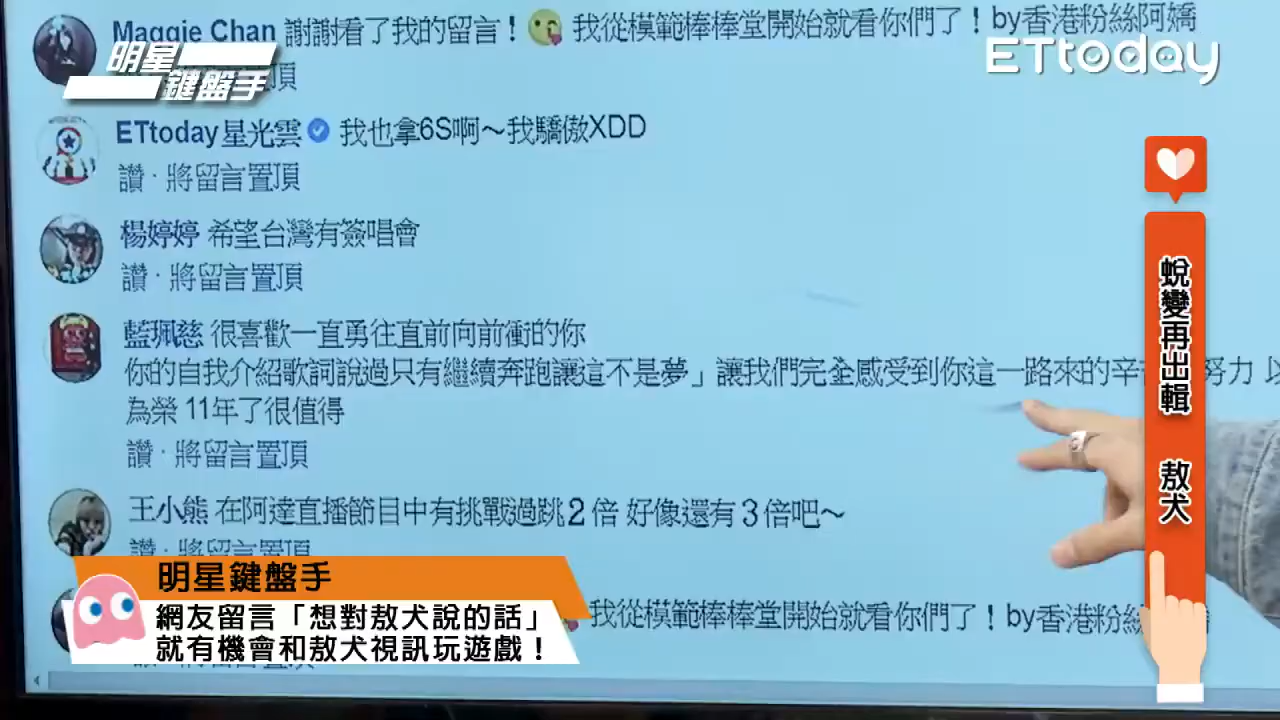 Maggie Chan 謝謝看了我的留言！😘 我從模範棒棒堂開始就看你們了！by香港粉絲阿嬌
頂
明星
鍵盤手
ETtoday
ETtoday星光雲 我也拿6S啊～我驕傲XDD
讚 · 將留言置頂
楊婷婷 希望台灣有簽唱會
讚 · 將留言置頂
藍珮慈 很喜歡一直勇往直前向前衝的你
你的自我介紹歌詞說過只有繼續奔跑讓這不是夢」讓我們完全感受到你這一路來的辛 努力 以
為榮 11年了很值得
讚 · 將留言置頂
王小熊 在阿達直播節目中有挑戰過跳2倍 好像還有3倍吧～
讚 · 將留言置頂
我從模範棒棒堂開始就看你們了！by香港粉絲
明星鍵盤手
網友留言「想對敖犬說的話」
就有機會和敖犬視訊玩遊戲！
蛻變再出輯 敖犬